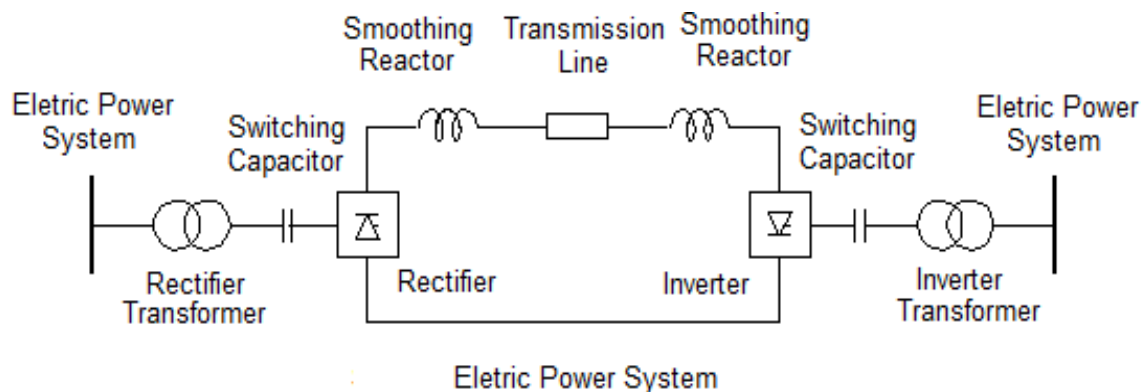 Smoothing
Reactor
Transmission
Line
Smoothing
Reactor
Eletric Power
System
Switching
Capacitor
Switching
Capacitor
Eletric Power
System
Rectifier
Transformer
Rectifier
Inverter
Inverter
Transformer
Eletric Power System